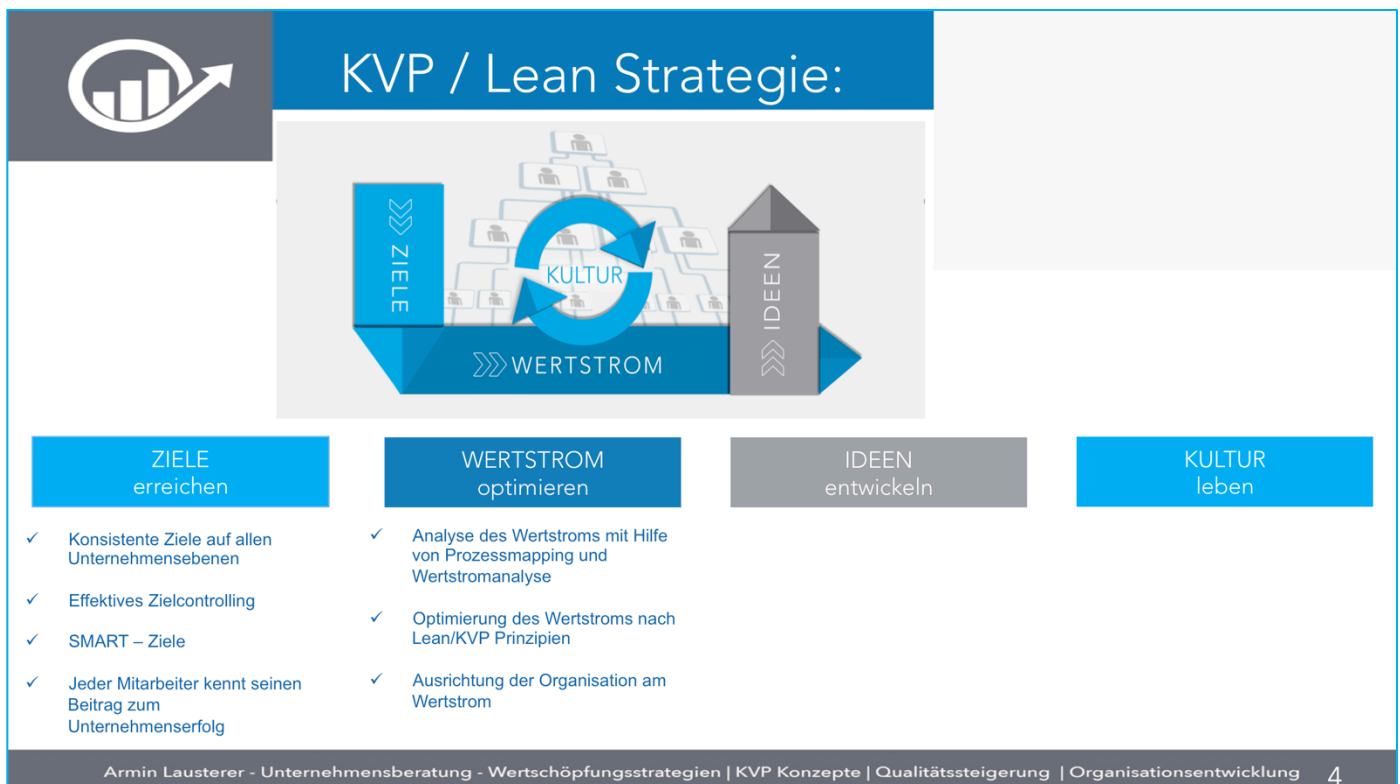 KVP / Lean Strategie:
ZIELE
KULTUR
IDEEN
WERTSTROM
ZIELE
erreichen
Konsistente Ziele auf allen
Unternehmensebenen
Effektives Zielcontrolling
SMART – Ziele
Jeder Mitarbeiter kennt seinen
Beitrag zum
Unternehmenserfolg
WERTSTROM
optimieren
Analyse des Wertstroms mit Hilfe
von Prozessmapping und
Wertstromanalyse
Optimierung des Wertstroms nach
Lean/KVP Prinzipien
Ausrichtung der Organisation am
Wertstrom
IDEEN
entwickeln
KULTUR
leben
Armin Lausterer - Unternehmensberatung - Wertschöpfungsstrategien | KVP Konzepte | Qualitätssteigerung | Organisationsentwicklung 4